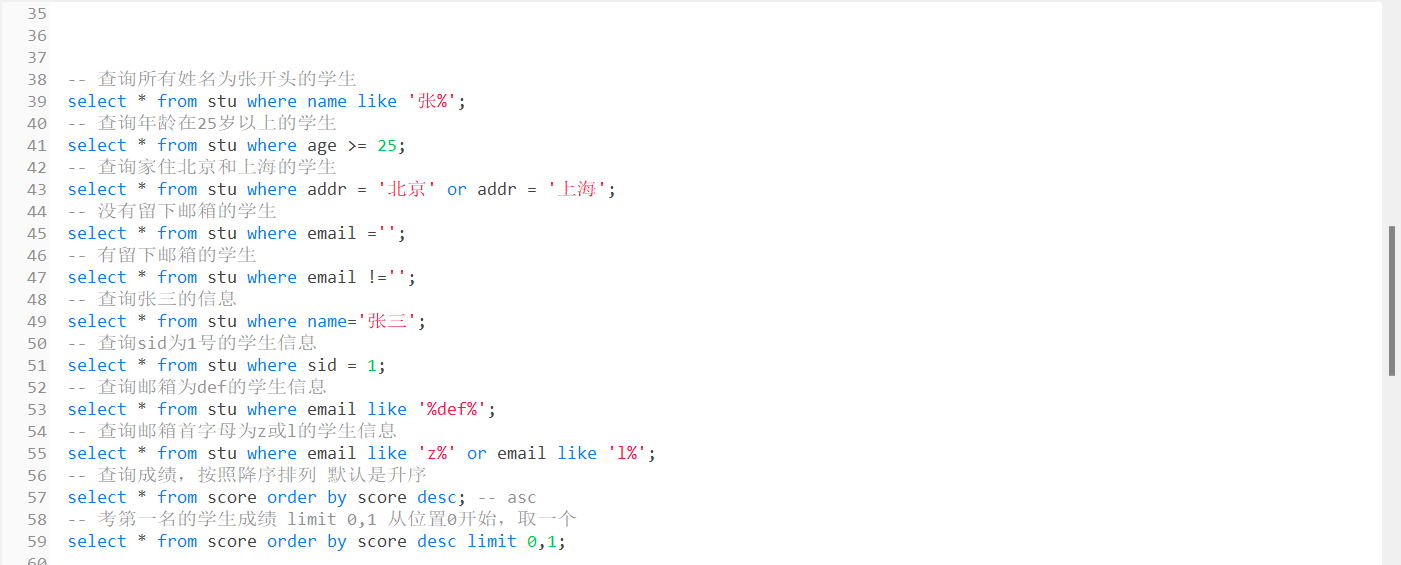 35
36
37
38 -- 查询所有姓名为张开头的学生
39 select * from stu where name like '张%';
40 -- 查询年龄在25岁以上的学生
41 select * from stu where age >= 25;
42 -- 查询家住北京和上海的学生
43 select * from stu where addr = '北京' or addr = '上海';
44 -- 没有留下邮箱的学生
45 select * from stu where email ='';
46 -- 有留下邮箱的学生
47 select * from stu where email !='';
48 -- 查询张三的信息
49 select * from stu where name='张三';
50 -- 查询sid为1号的学生信息
51 select * from stu where sid = 1;
52 -- 查询邮箱为def的学生信息
53 select * from stu where email like '%def%';
54 -- 查询邮箱首字母为z或l的学生信息
55 select * from stu where email like 'z%' or email like 'l%';
56 -- 查询成绩，按照降序排列 默认是升序
57 select * from score order by score desc; -- asc
58 -- 考第一名的学生成绩 limit 0,1 从位置0开始，取一个
59 select * from score order by score desc limit 0,1;
60